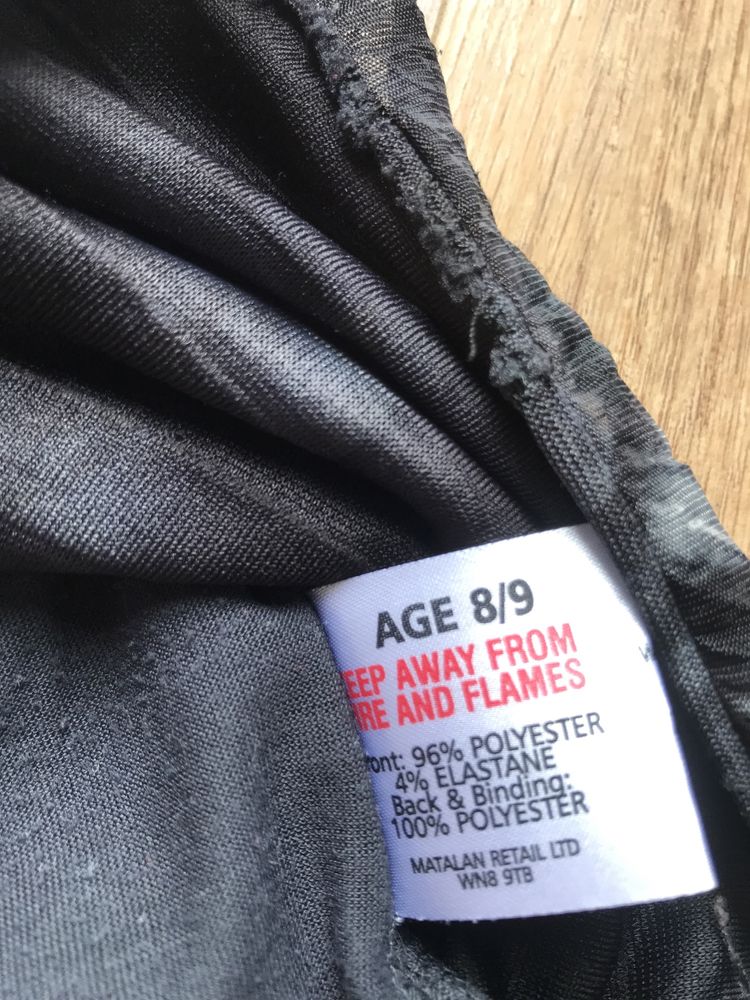 AGE 8/9
EEP AWAY FROM
RE AND FLAMES
ont: 96% POLYESTER
4% ELASTANE
Back & Binding:
100% POLYESTER
MATALAN RETAIL LTD
WN8 9TB